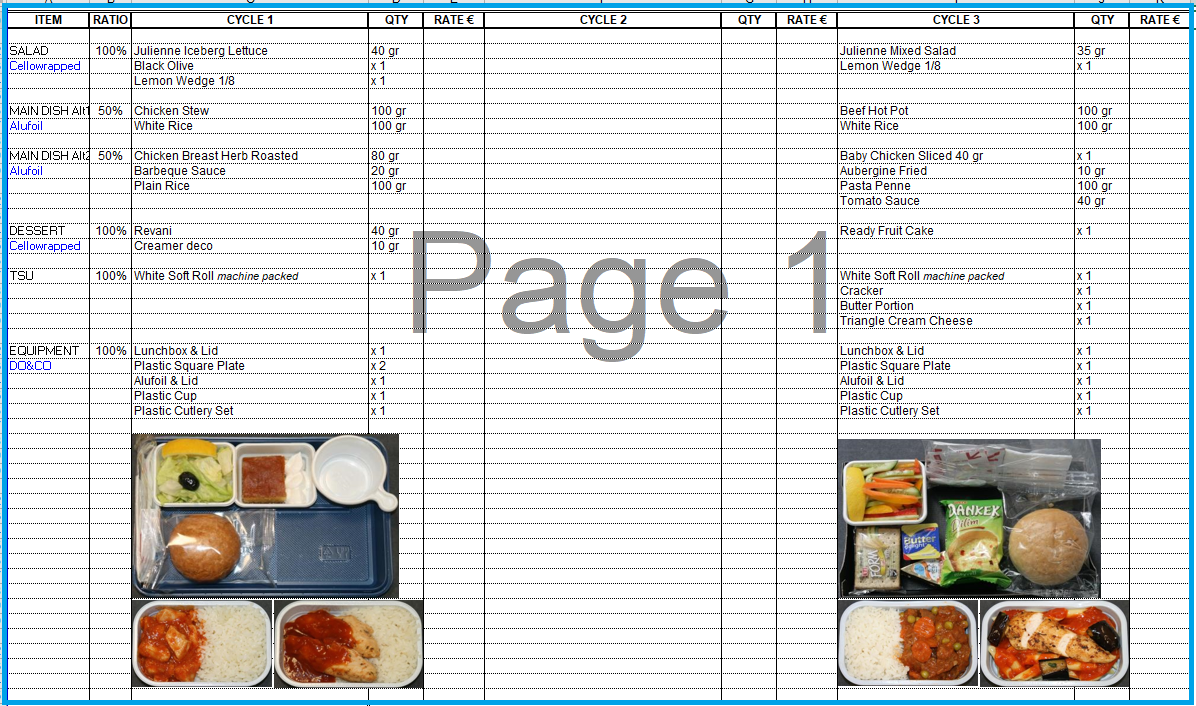 ITEM RATIO CYCLE 1 QTY RATE € CYCLE 2 QTY RATE € CYCLE 3 QTY RATE €
SALAD 100% Julienne Iceberg Lettuce 40 gr Julienne Mixed Salad 35 gr
Cellowrapped Black Olive x 1 Lemon Wedge 1/8 x 1
Lemon Wedge 1/8 x 1
MAIN DISH Alt1 50% Chicken Stew 100 gr Beef Hot Pot 100 gr
Alufoil White Rice 100 gr White Rice 100 gr
MAIN DISH Alt2 50% Chicken Breast Herb Roasted 80 gr Baby Chicken Sliced 40 gr x 1
Alufoil Barbeque Sauce 20 gr Aubergine Fried 10 gr
Plain Rice 100 gr Pasta Penne 100 gr
Tomato Sauce 40 gr
DESSERT 100% Revani 40 gr Ready Fruit Cake x 1
Cellowrapped Creamer deco 10 gr
Page 1
TSU 100% White Soft Roll machine packed x 1 White Soft Roll machine packed x 1
Cracker x 1
Butter Portion x 1
Triangle Cream Cheese x 1
EQUIPMENT 100% Lunchbox & Lid x 1 Lunchbox & Lid x 1
DO&CO Plastic Square Plate x 2 Plastic Square Plate x 1
Alufoil & Lid x 1 Alufoil & Lid x 1
Plastic Cup x 1 Plastic Cup x 1
Plastic Cutlery Set x 1 Plastic Cutlery Set x 1
DANKEK
Dilim
Butter
FORM